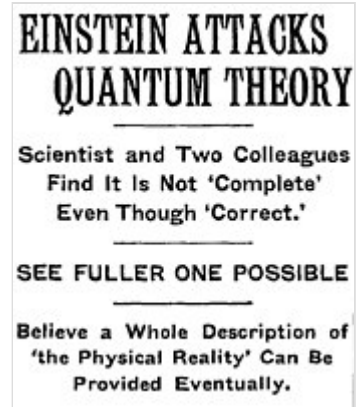 EINSTEIN ATTACKS
QUANTUM THEORY
Scientist and Two Colleagues
Find It Is Not ‘Complete’
Even Though ‘Correct.’
SEE FULLER ONE POSSIBLE
Believe a Whole Description of
‘the Physical Reality’ Can Be
Provided Eventually.